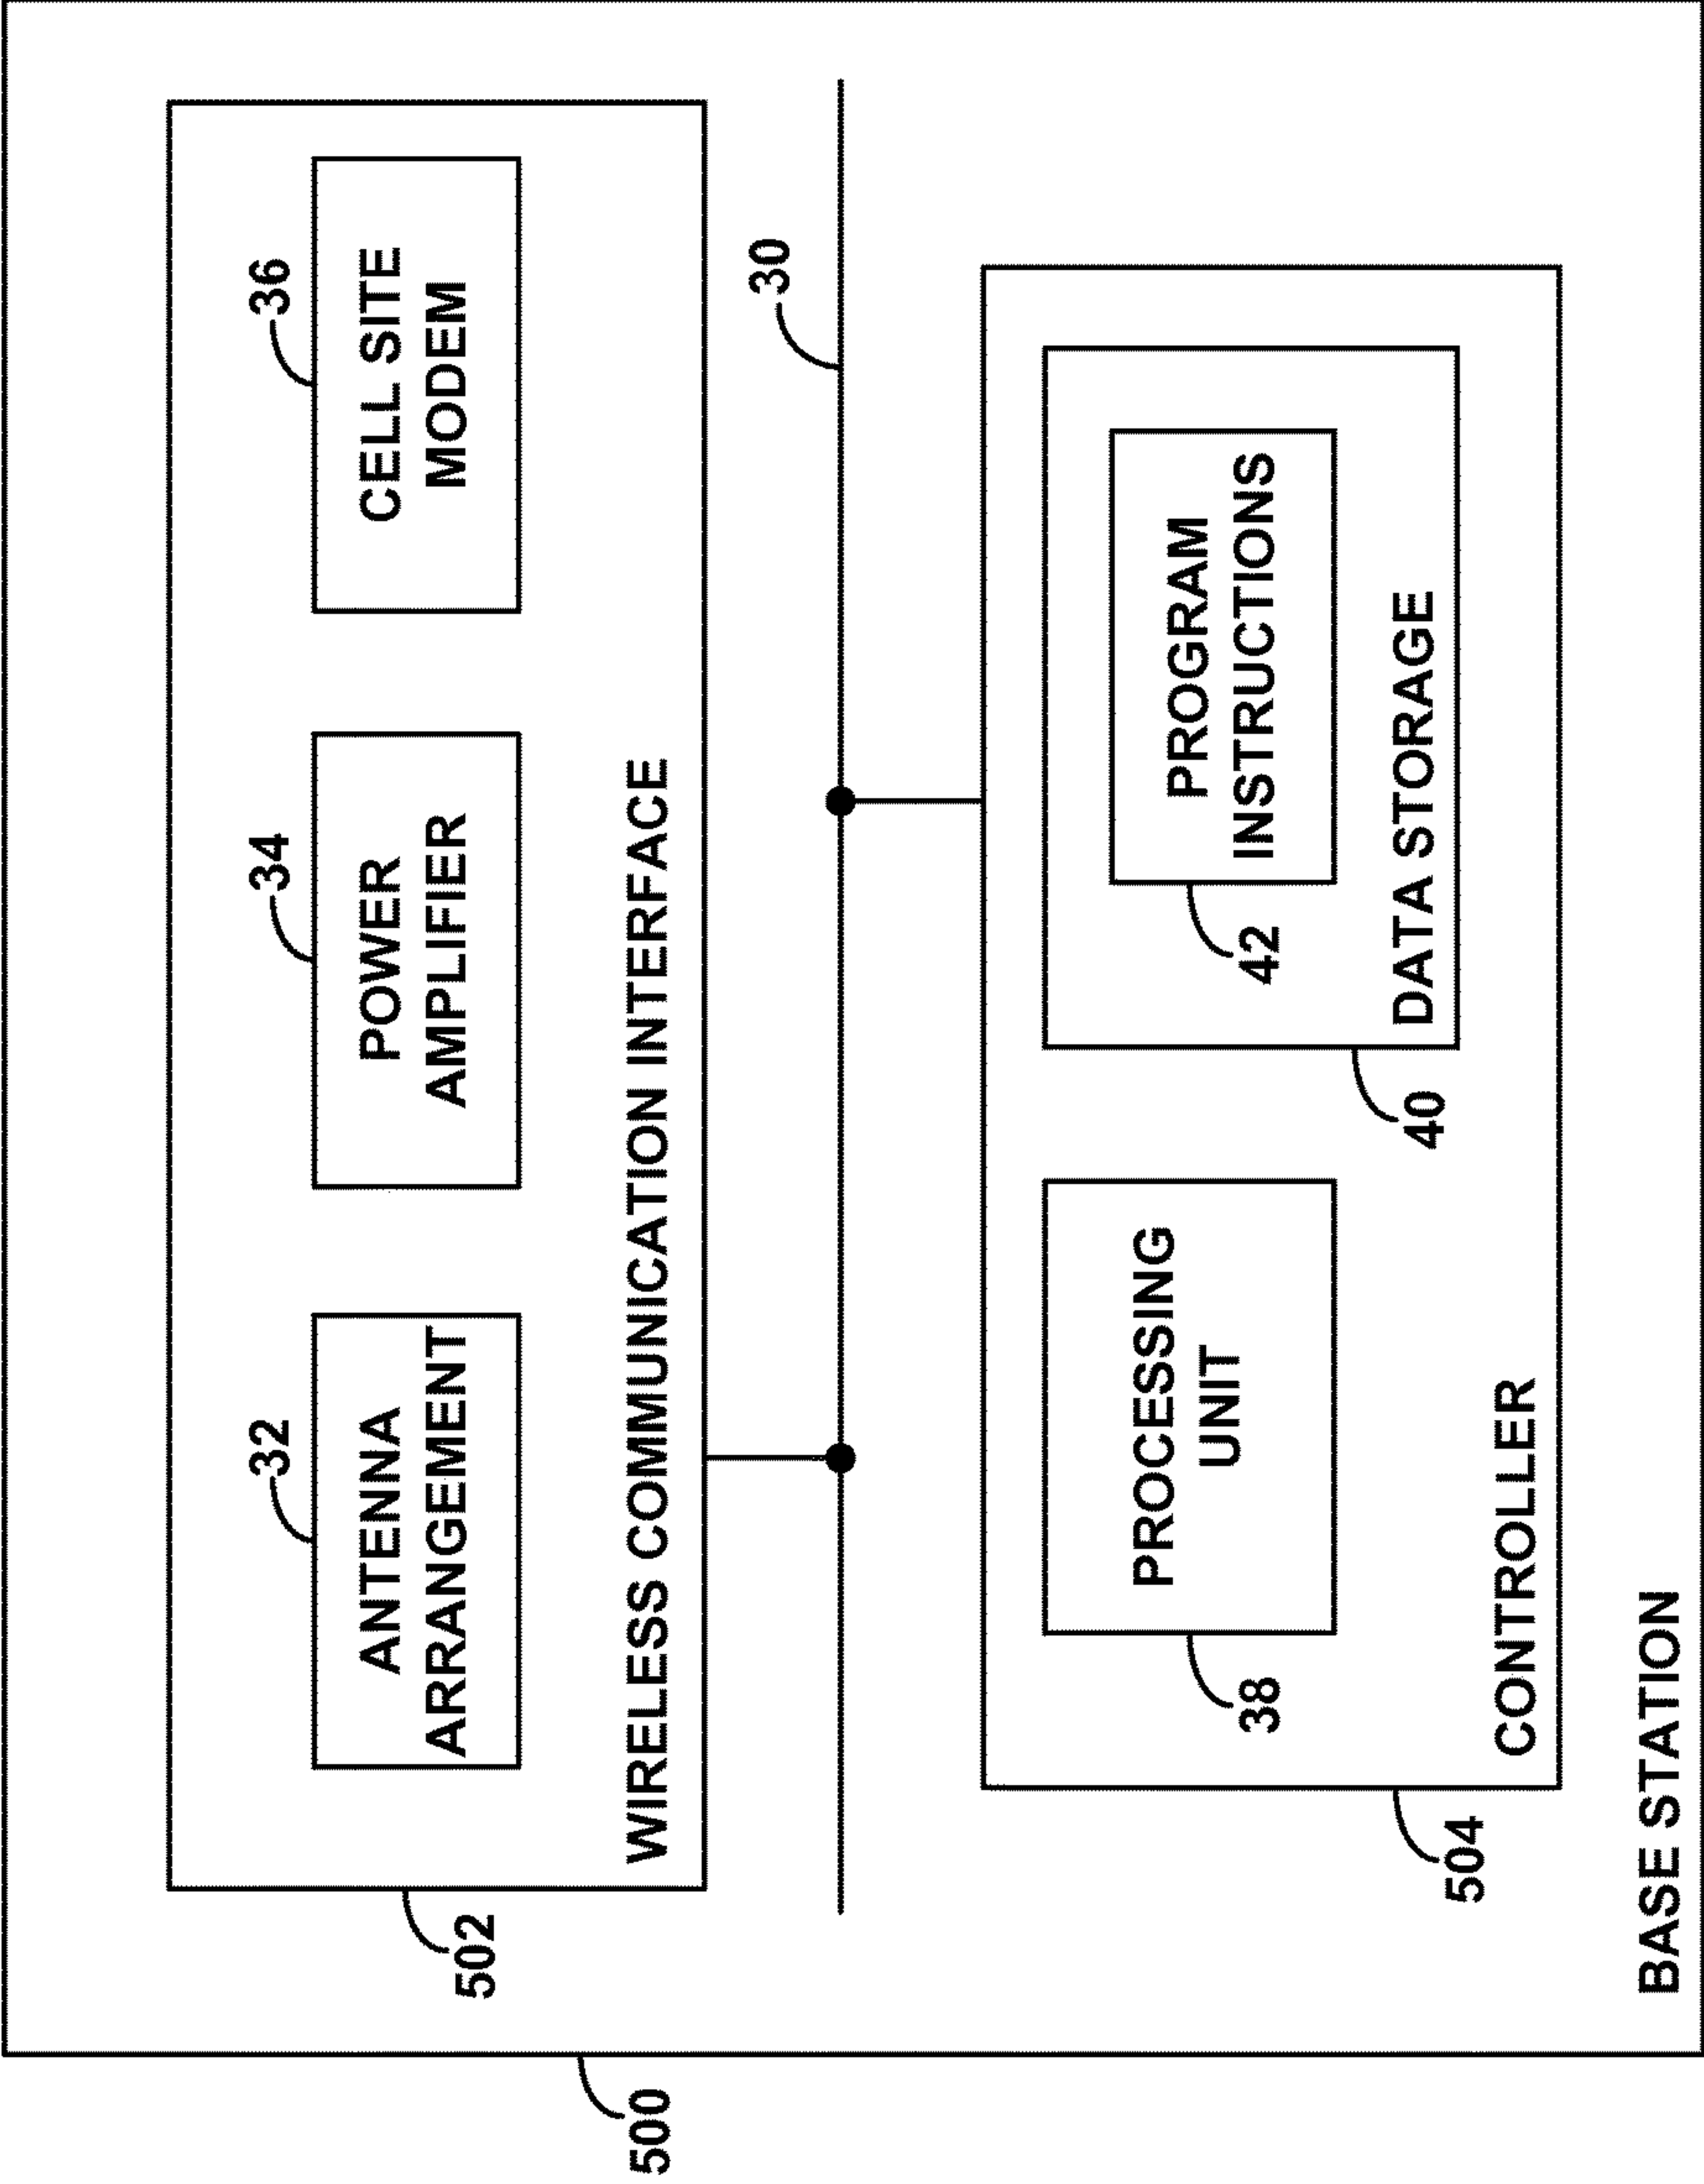 500
502
32
ANTENNA
ARRANGEMENT
34
POWER
AMPLIFIER
36
CELL SITE
MODEM
WIRELESS COMMUNICATION INTERFACE
30
504
38
PROCESSING
UNIT
40
42
PROGRAM
INSTRUCTIONS
DATA STORAGE
CONTROLLER
BASE STATION